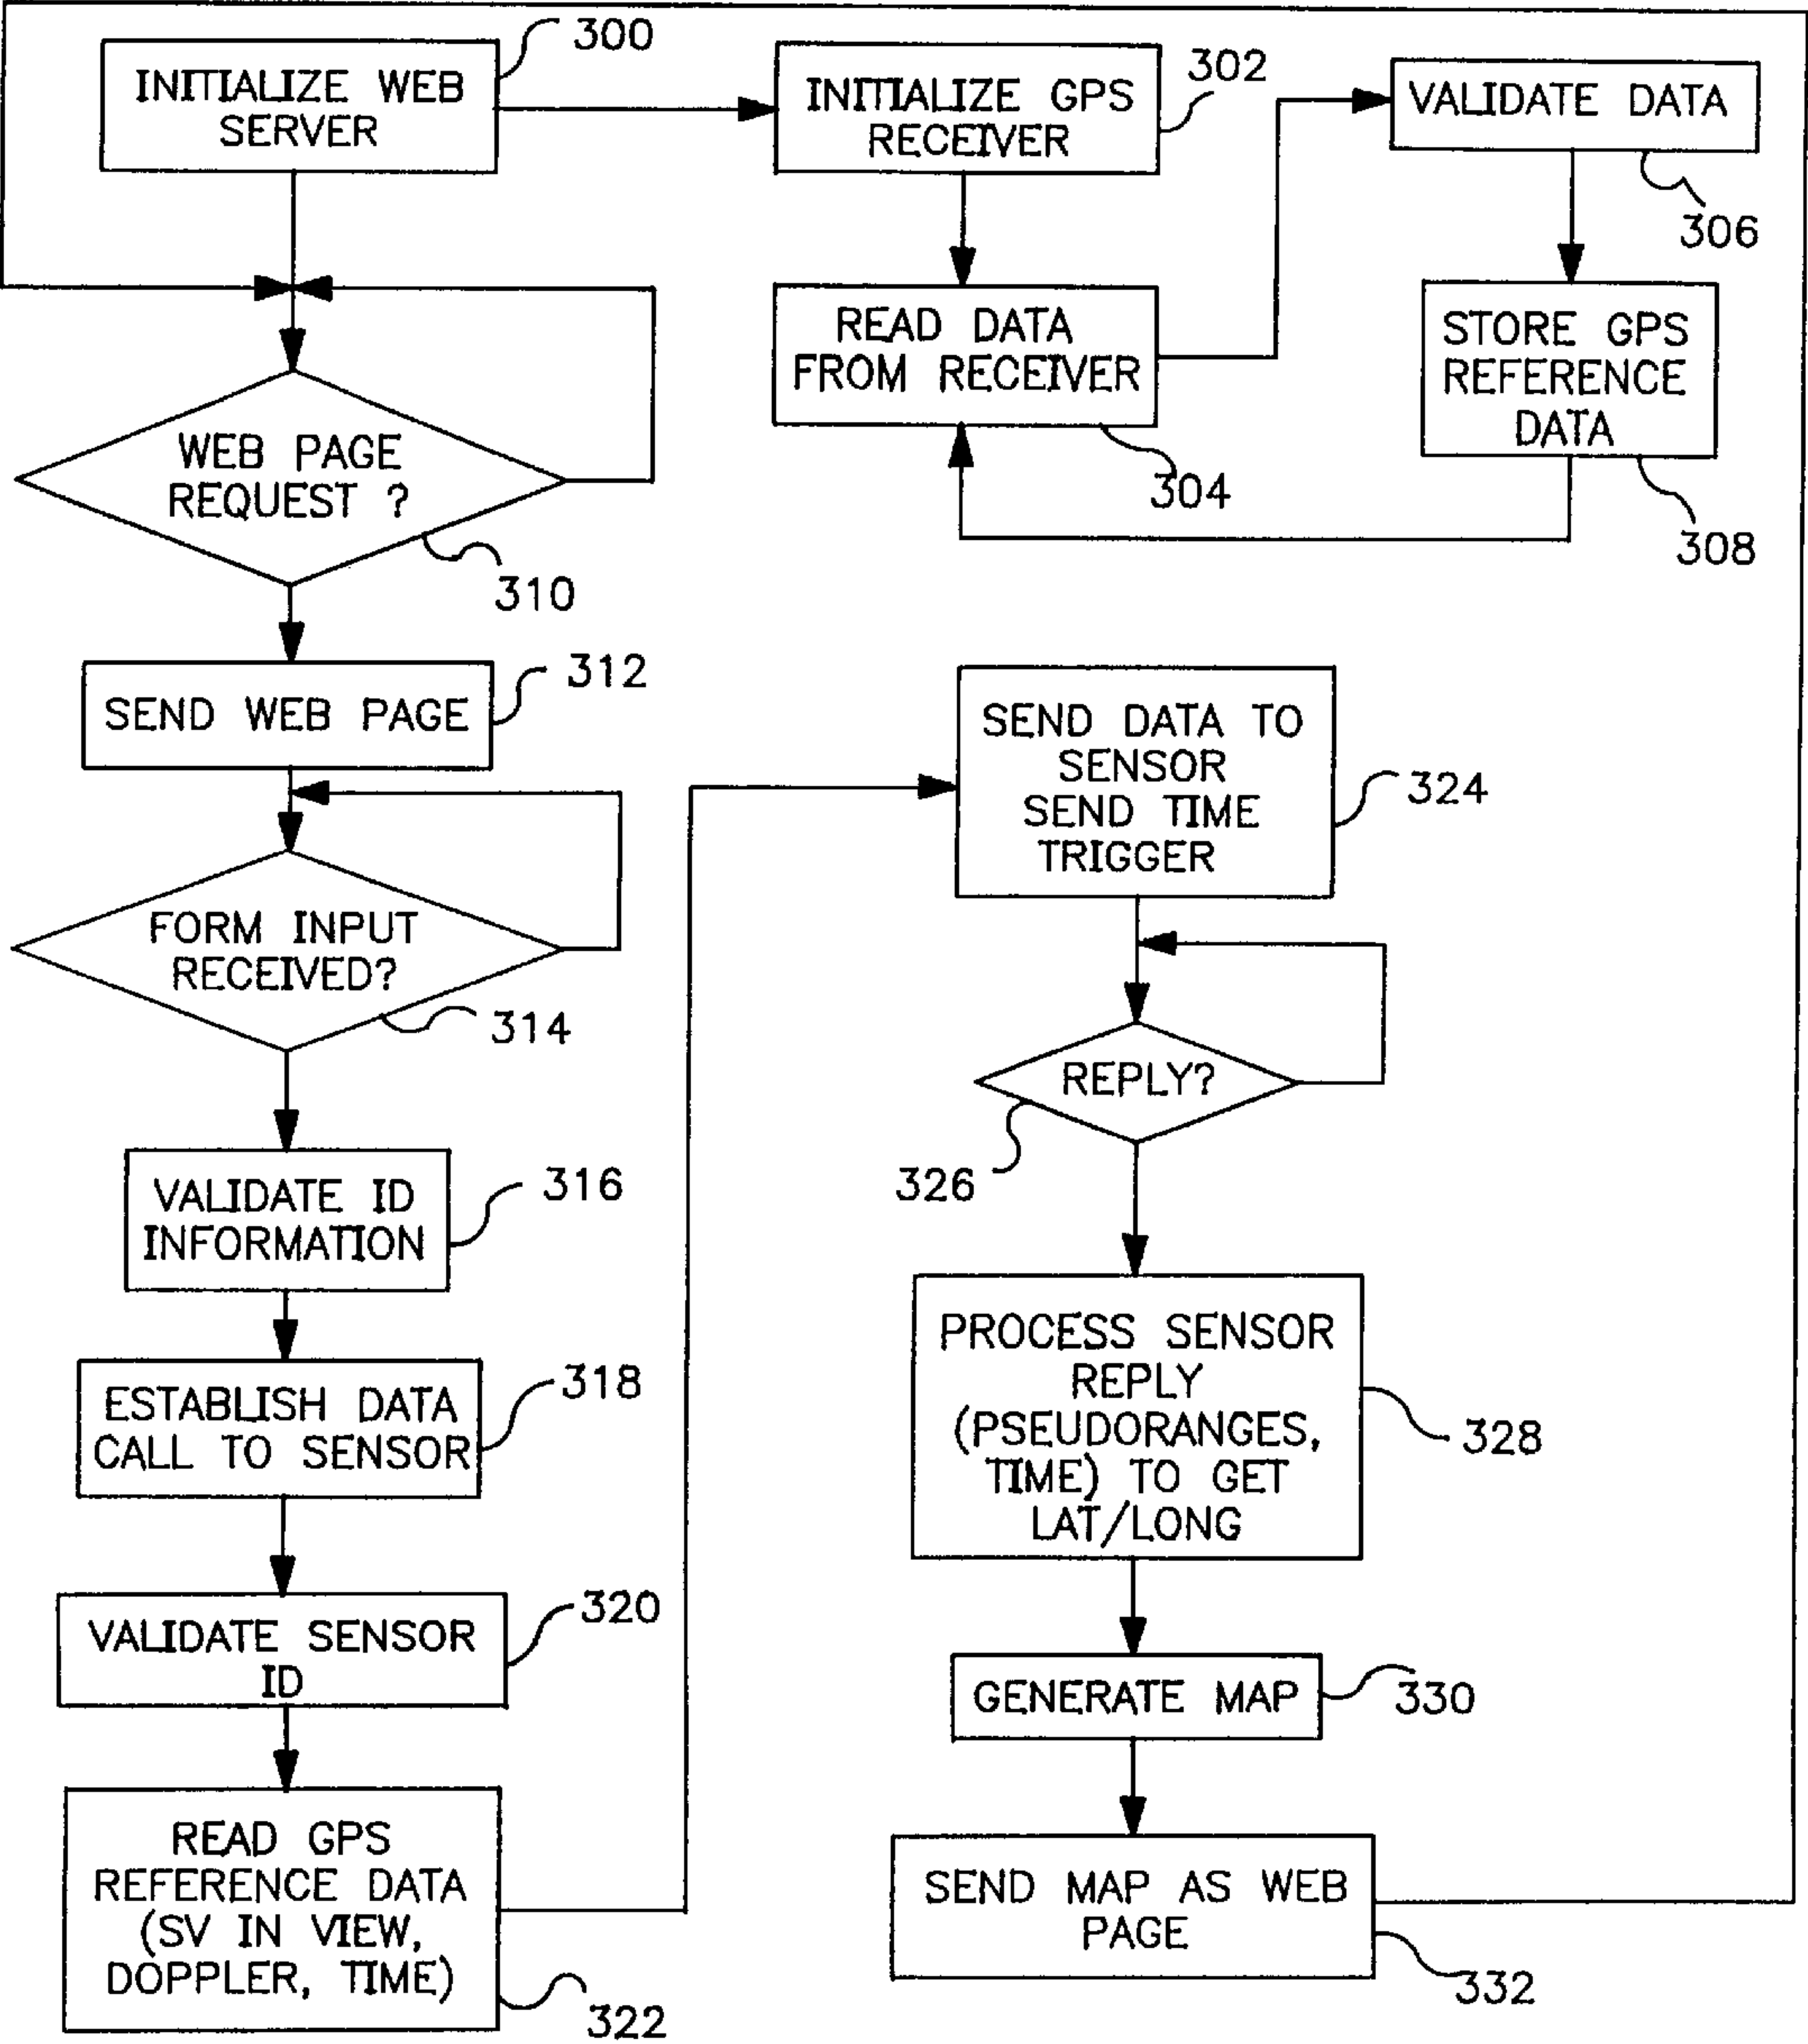 INITIALIZE WEB
SERVER
300
INITIALIZE GPS
RECEIVER
302
VALIDATE DATA
306
READ DATA
FROM RECEIVER
304
STORE GPS
REFERENCE
DATA
308
WEB PAGE
REQUEST ?
310
SEND WEB PAGE
312
FORM INPUT
RECEIVED?
314
VALIDATE ID
INFORMATION
316
ESTABLISH DATA
CALL TO SENSOR
318
VALIDATE SENSOR
ID
320
READ GPS
REFERENCE DATA
(SV IN VIEW,
DOPPLER, TIME)
322
SEND DATA TO
SENSOR
SEND TIME
TRIGGER
324
REPLY?
326
PROCESS SENSOR
REPLY
(PSEUDORANGES,
TIME) TO GET
LAT/LONG
328
GENERATE MAP
330
SEND MAP AS WEB
PAGE
332